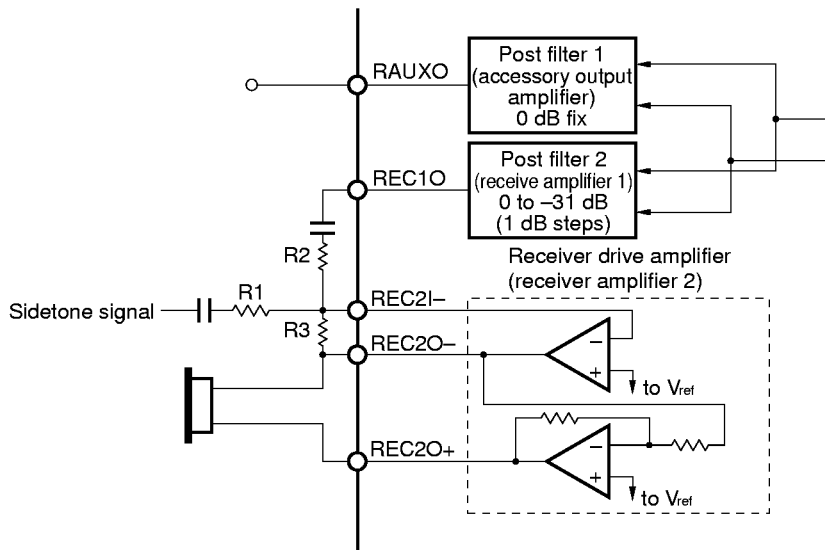 RAUXO
Post filter 1
(accessory output
amplifier)
0 dB fix
REC1O
Post filter 2
(receive amplifier 1)
0 to –31 dB
(1 dB steps)
R2
Receiver drive amplifier
(receiver amplifier 2)
Sidetone signal
R1
REC2I–
R3
REC2O–
–
+
to Vref
REC2O+
–
+
to Vref